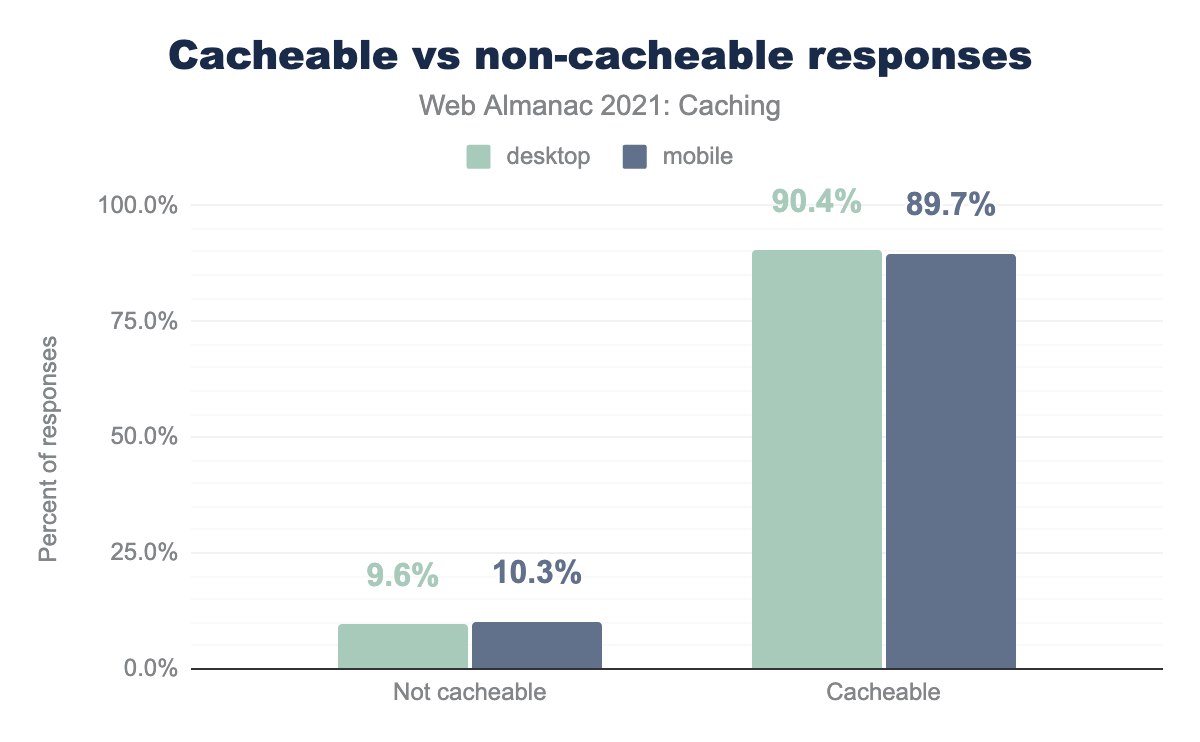 Cacheable vs non-cacheable responses
Web Almanac 2021: Caching
desktop mobile
100.0%
75.0%
50.0%
25.0%
0.0%
Percent of responses
9.6% 10.3%
90.4% 89.7%
Not cacheable Cacheable